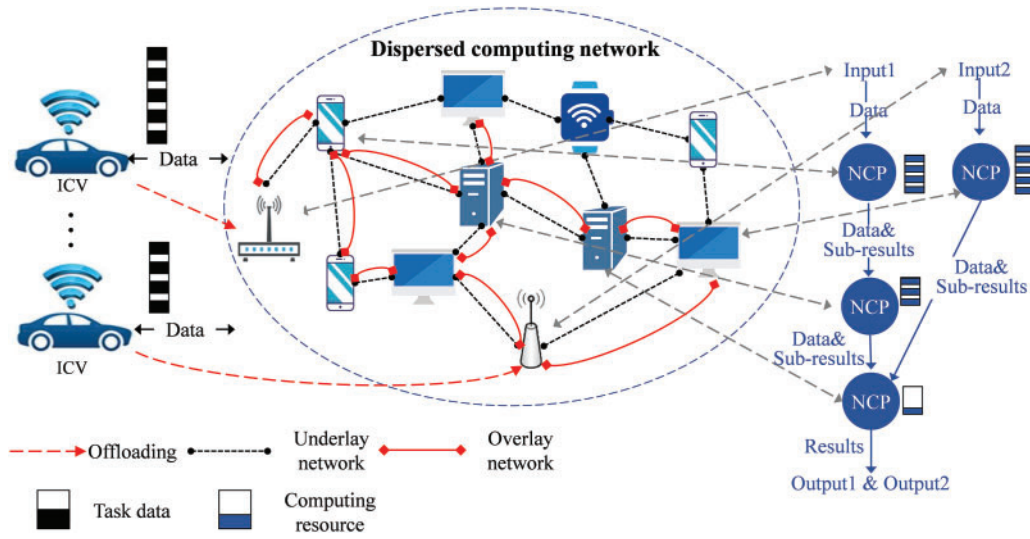 Dispersed computing network
Input1
Input2
Data
Data
Data
ICV
NCP
NCP
Data&
Sub-results
Data&
Sub-results
NCP
Data
ICV
Data&
Sub-results
NCP
Results
Output1 & Output2
Offloading
Underlay
network
Overlay
network
Task data
Computing
resource